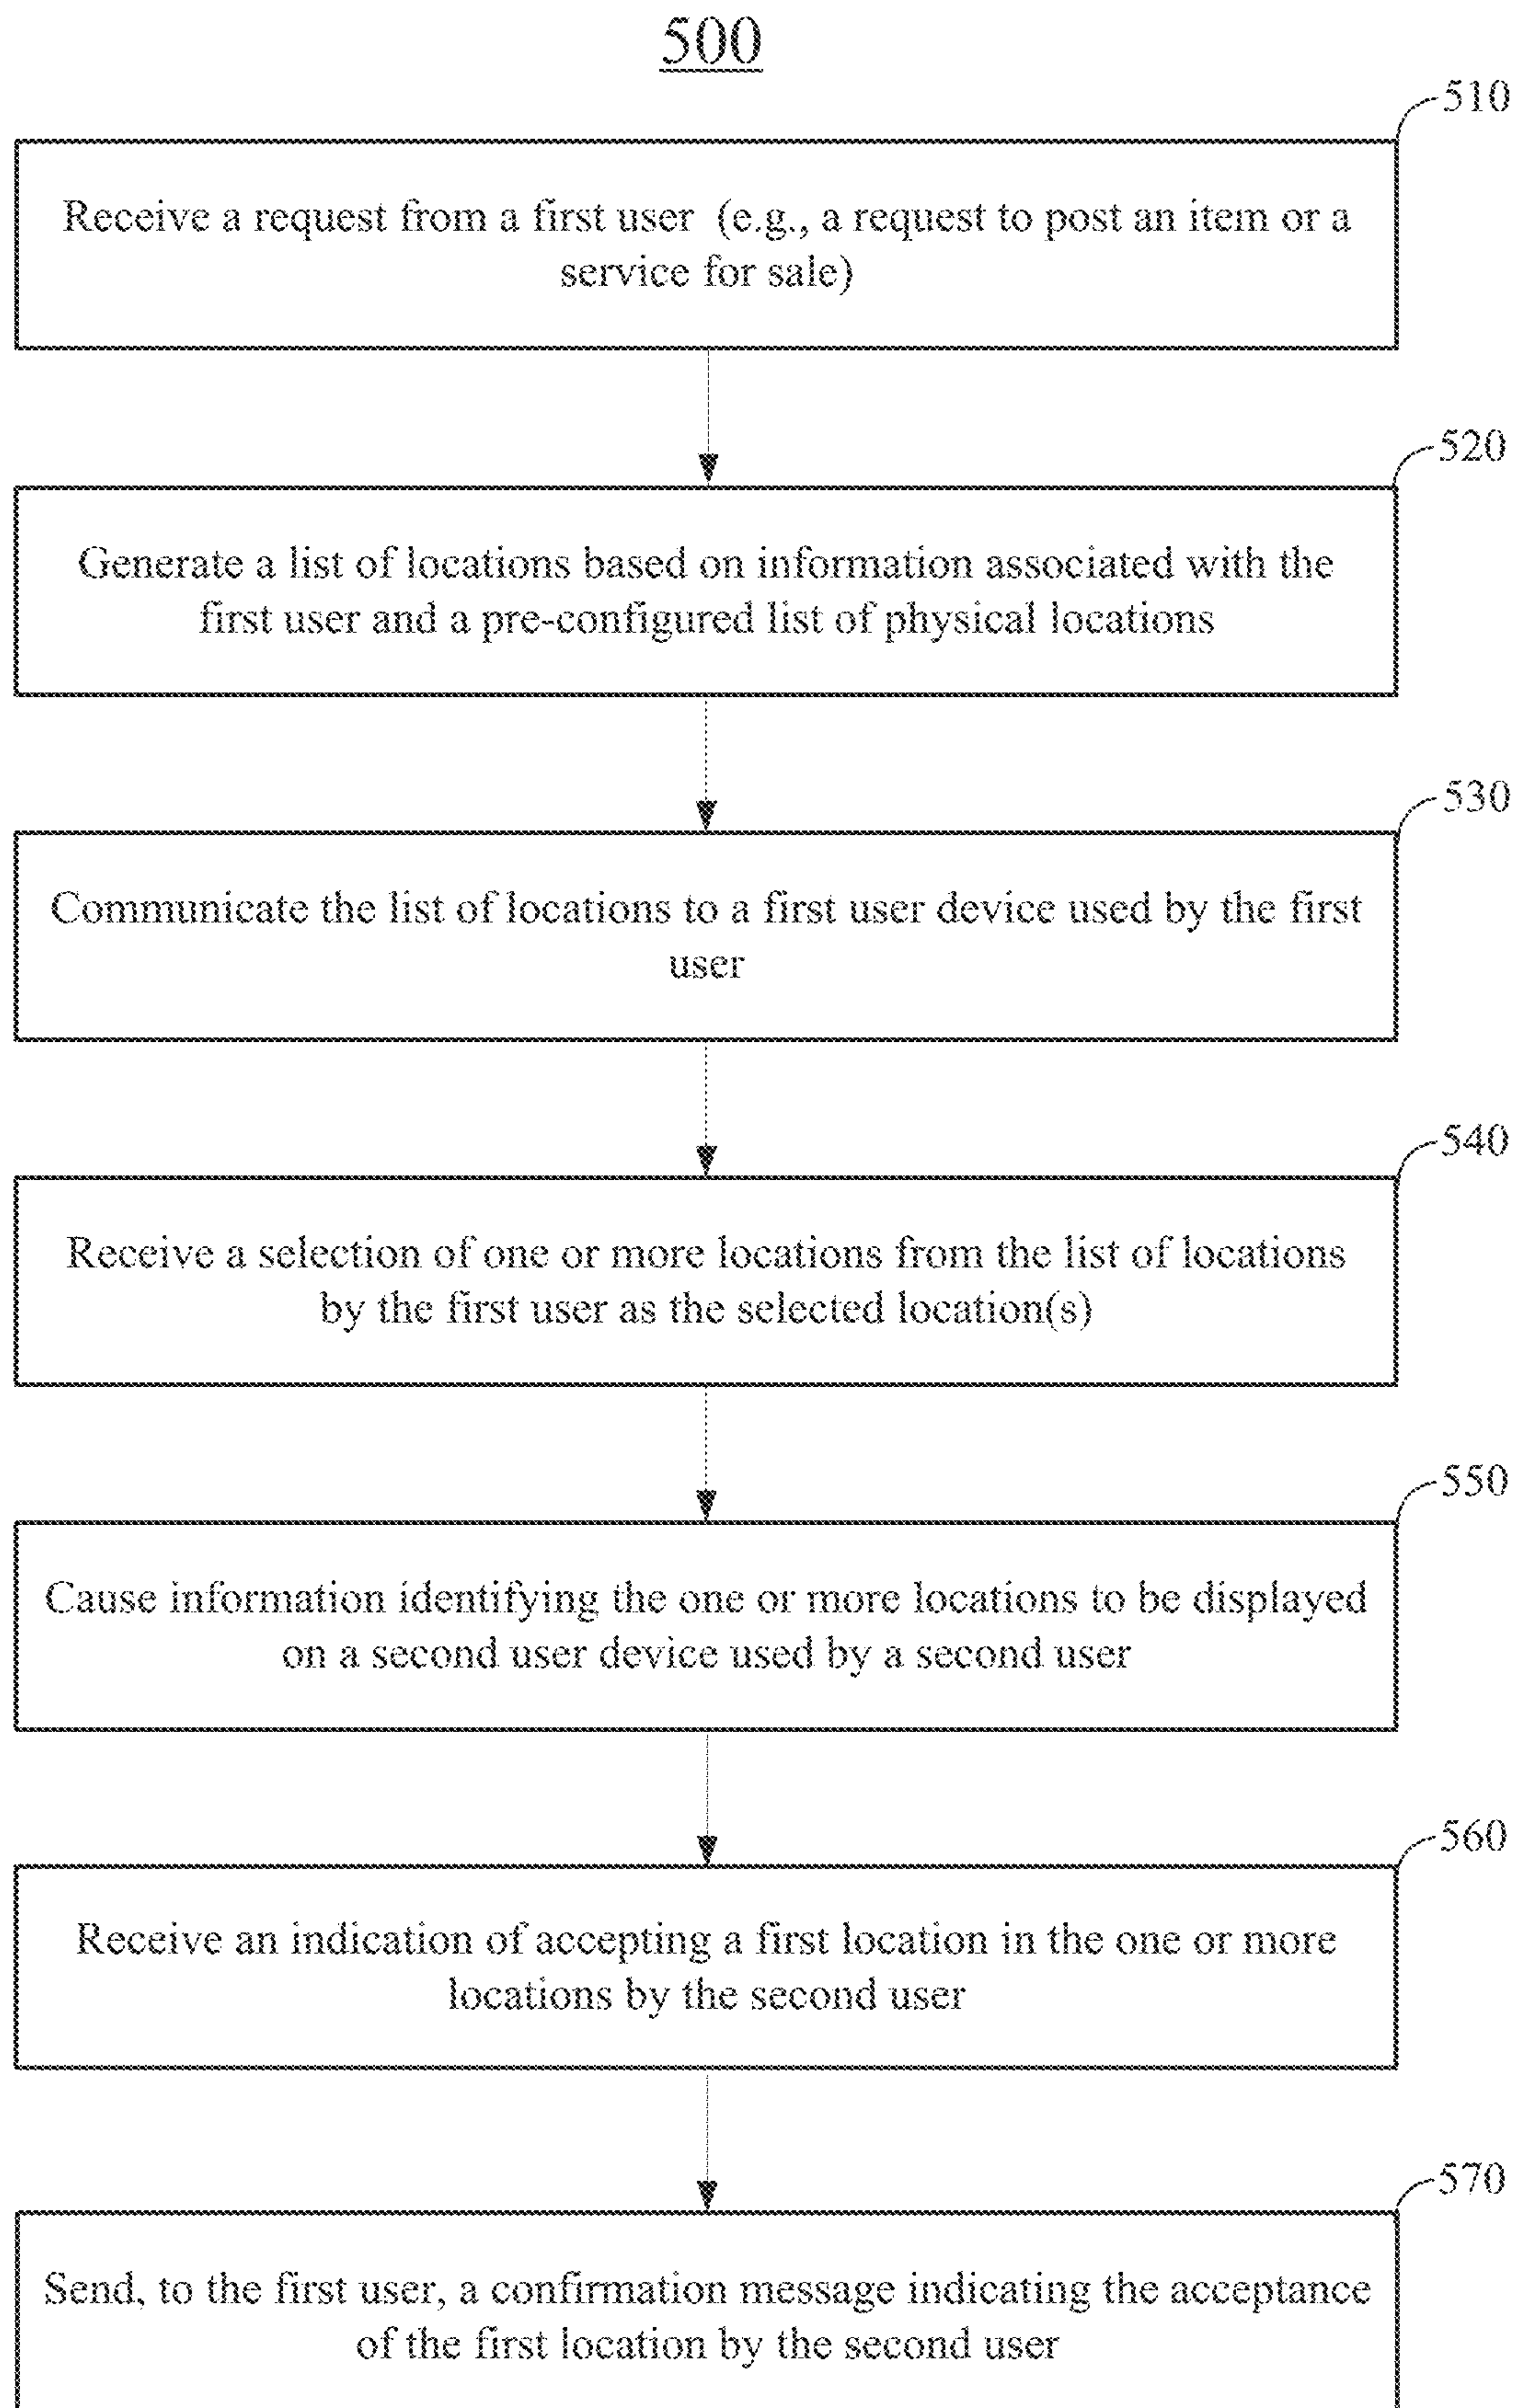 500
510
Receive a request from a first user (e.g., a request to post an item or a
service for sale)
520
Generate a list of locations based on information associated with the
first user and a pre-configured list of physical locations
530
Communicate the list of locations to a first user device used by the first
user
540
Receive a selection of one or more locations from the list of locations
by the first user as the selected location(s)
550
Cause information identifying the one or more locations to be displayed
on a second user device used by a second user
560
Receive an indication of accepting a first location in the one or more
locations by the second user
570
Send, to the first user, a confirmation message indicating the acceptance
of the first location by the second user